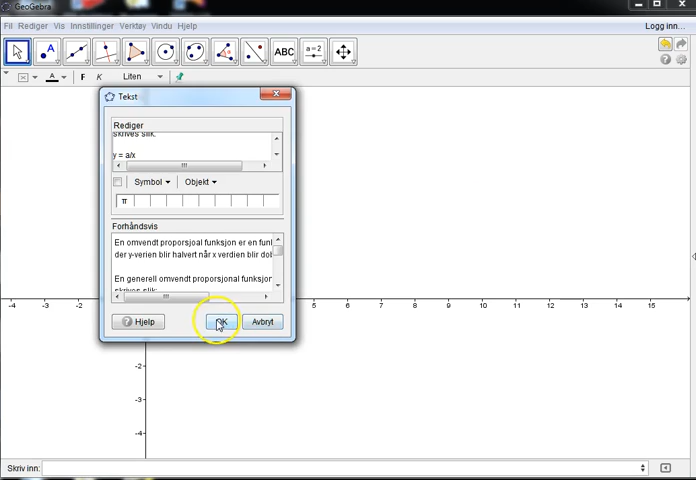 GeoGebra
Fil Rediger Vis Innstillinger Verktøy Vindu Hjelp Logg inn...
A ABC a = 2
A F K Liten
Tekst
Rediger
skrives slik:
y = a/x
Symbol Objekt
π
Forhåndsvis
En omvendt proporsjoal funksjon er en funk
der y-verien blir halvert når x verdien blir dob
En generell omvendt proporsjonal funksjon
skrives slik:
Hjelp OK Avbryt
-4 -3 -2 5 6 7 8 9 10 11 12 13 14 15
-2
-3
-4
Skriv inn: